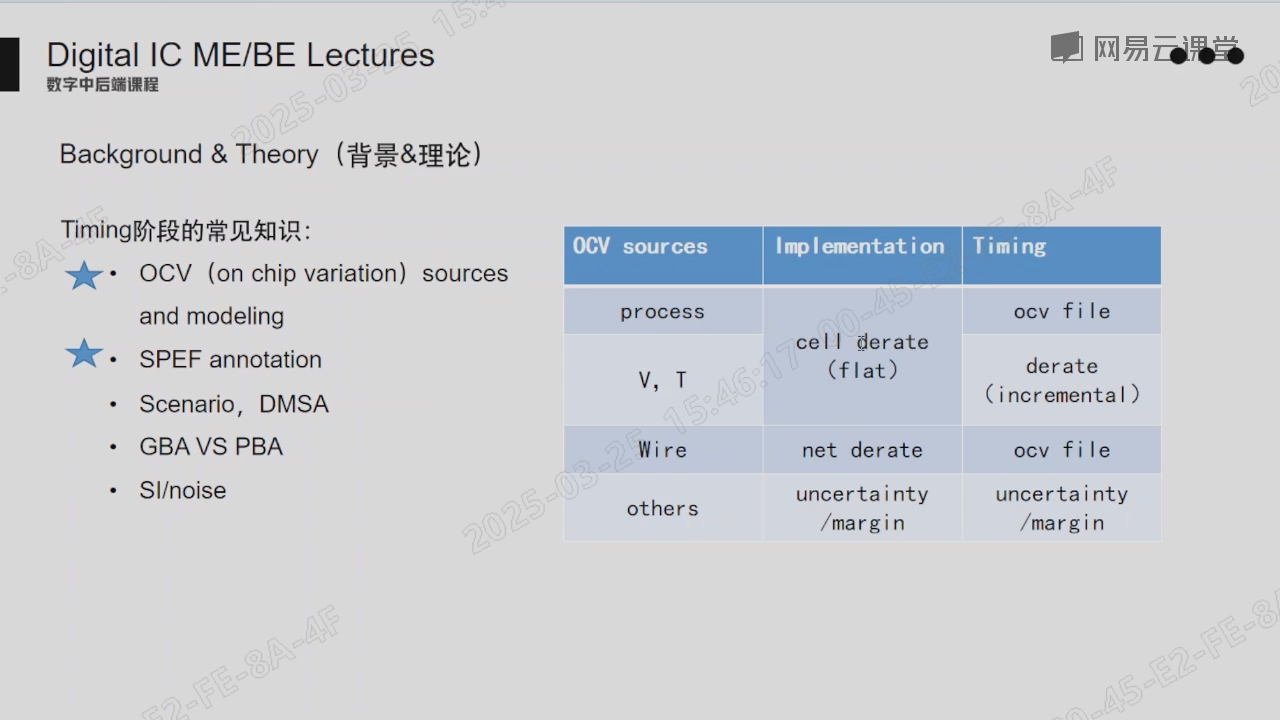 Digital IC ME/BE Lectures
数字中后端课程
网易云课堂
Background & Theory（背景&理论）
Timing阶段的常见知识：
• OCV（on chip variation）sources
and modeling
• SPEF annotation
• Scenario，DMSA
• GBA VS PBA
• SI/noise
OCV sources Implementation Timing
process ocv file
cell derate
（flat）
V，T
derate
（incremental）
Wire net derate ocv file
others
uncertainty
/margin
uncertainty
/margin
2025-03-25 15:46:17
00-45-E2-FE-8A-4F